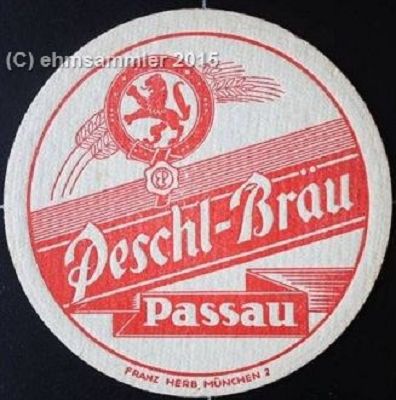 (C) ehmsammler 2015
Peschl-Bräu
Passau
FRANZ HERB, MÜNCHEN 2